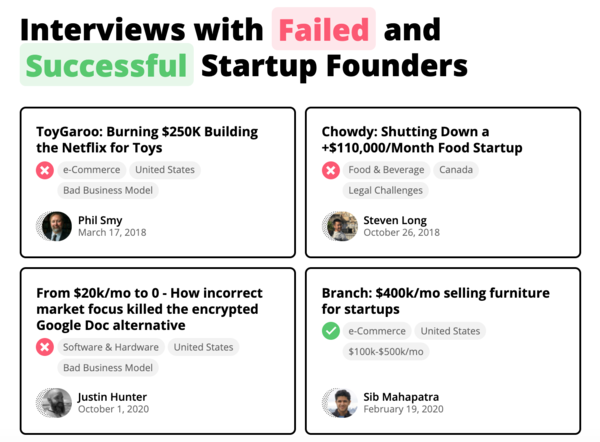 Interviews with Failed and
Successful Startup Founders
ToyGaroo: Burning $250K Building
the Netflix for Toys
e-Commerce United States
Bad Business Model
Phil Smy
March 17, 2018
Chowdy: Shutting Down a
+$110,000/Month Food Startup
Food & Beverage Canada
Legal Challenges
Steven Long
October 26, 2018
From $20k/mo to 0 - How incorrect
market focus killed the encrypted
Google Doc alternative
Software & Hardware United States
Bad Business Model
Justin Hunter
October 1, 2020
Branch: $400k/mo selling furniture
for startups
e-Commerce United States
$100k-$500k/mo
Sib Mahapatra
February 19, 2020